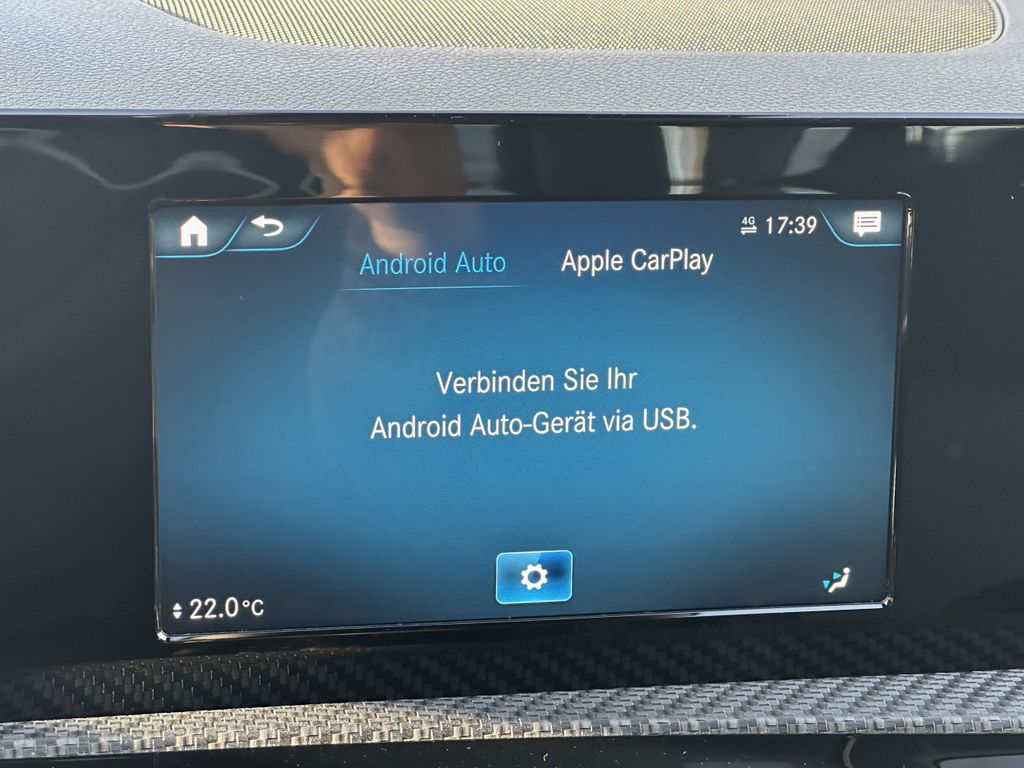 4G 17:39
Android Auto Apple CarPlay
Verbinden Sie Ihr
Android Auto-Gerät via USB.
22.0°C